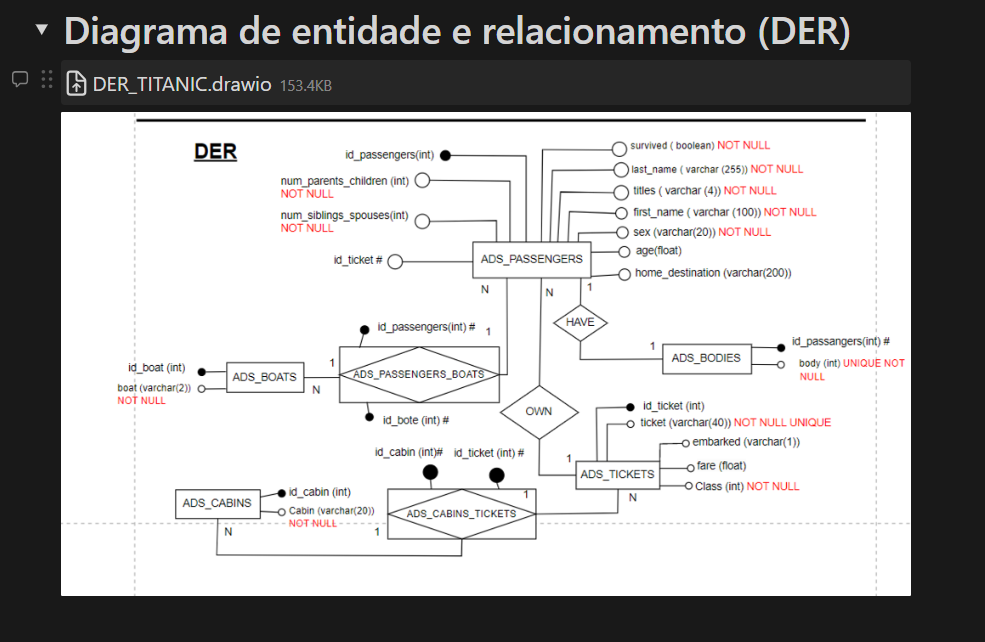 Diagrama de entidade e relacionamento (DER)
DER_TITANIC.drawio 153.4KB
DER
id_passengers(int)
num_parents_children (int)
NOT NULL
num_siblings_spouses(int)
NOT NULL
id_ticket #
survived ( boolean) NOT NULL
last_name ( varchar (255)) NOT NULL
titles ( varchar (4)) NOT NULL
first_name ( varchar (100)) NOT NULL
sex (varchar(20)) NOT NULL
age(float)
home_destination (varchar(200))
ADS_PASSENGERS
N
N
1
HAVE
id_passengers(int) #
1
id_boat (int)
boat (varchar(2))
NOT NULL
ADS_BOATS
1
N
ADS_PASSENGERS_BOATS
id_bote (int) #
1
ADS_BODIES
id_passangers(int) #
body (int) UNIQUE NOT
NULL
OWN
id_ticket (int)
ticket (varchar(40)) NOT NULL UNIQUE
embarked (varchar(1))
fare (float)
Class (int) NOT NULL
1
ADS_TICKETS
N
id_cabin (int)#
id_ticket (int) #
1
ADS_CABINS_TICKETS
1
ADS_CABINS
id_cabin (int)
Cabin (varchar(20))
NOT NULL
N